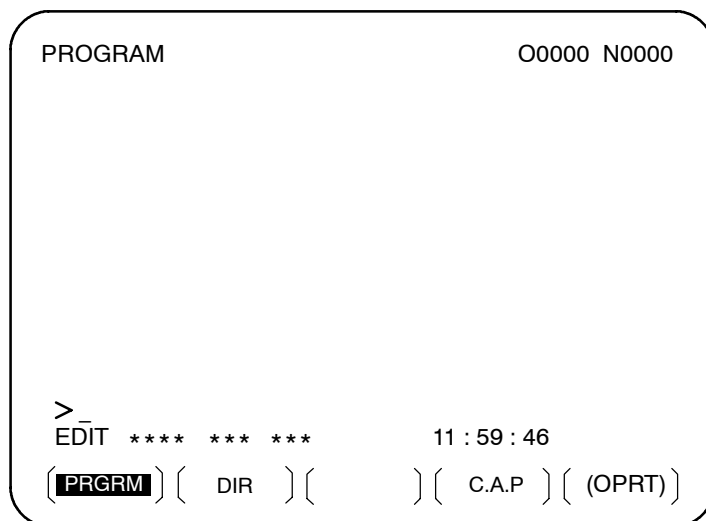 PROGRAM O0000 N0000
>_
EDIT **** *** *** 11 : 59 : 46
[ PRGRM ] [ DIR ] [ ] [ C.A.P ] [ (OPRT) ]